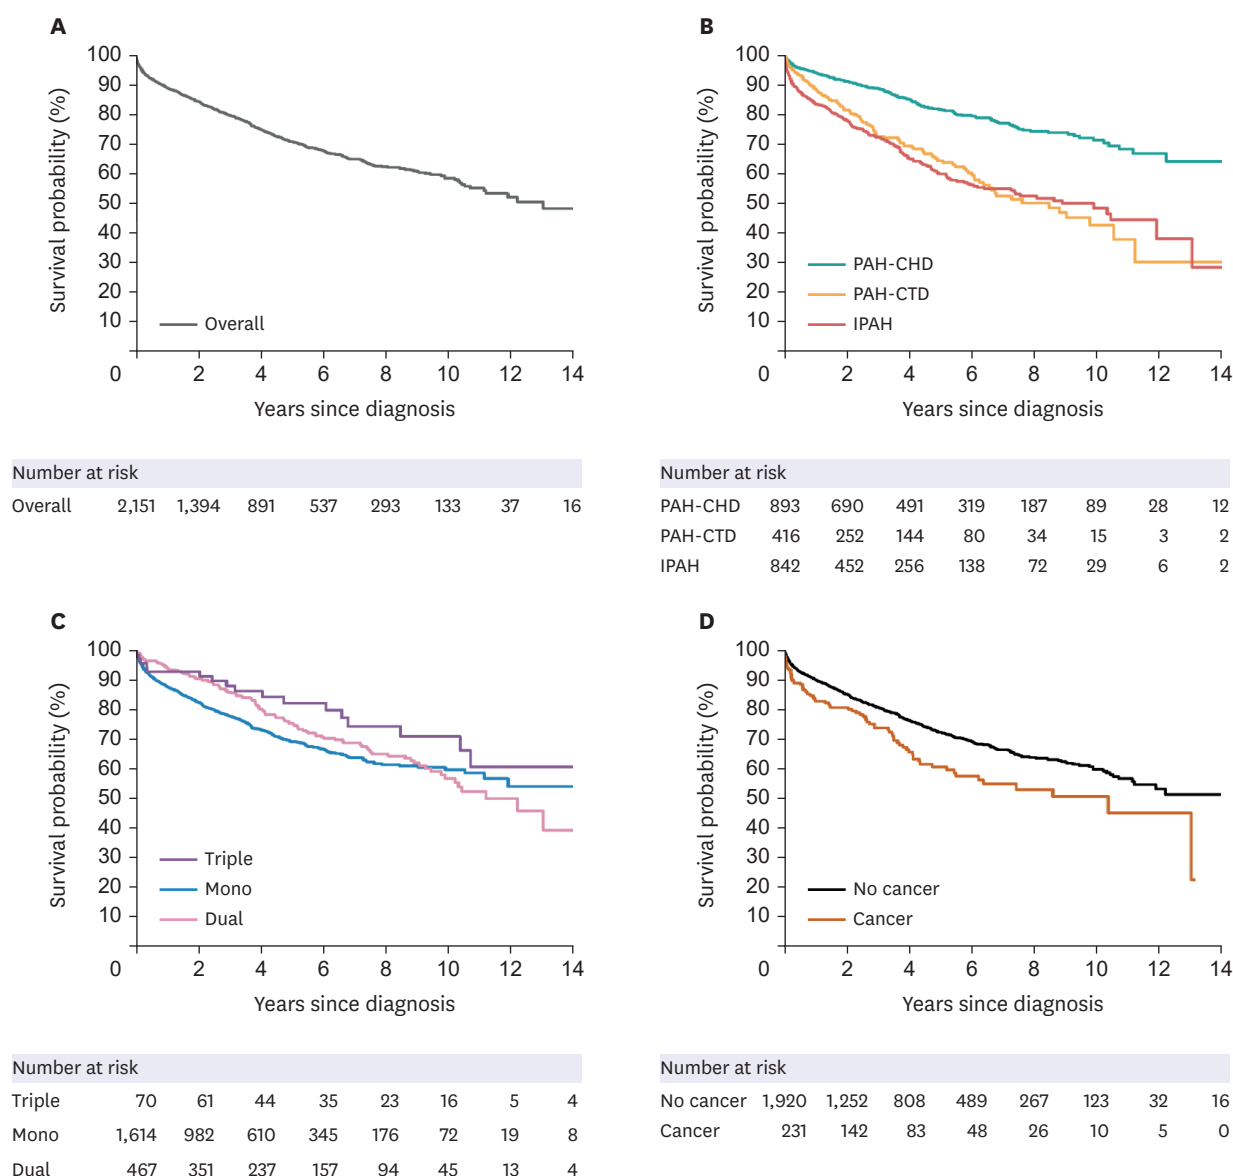 A
Survival probability (%)
100
90
80
70
60
50
40
30
20
10
0 2 4 6 8 10 12 14
Overall
Years since diagnosis
Number at risk
Overall 2,151 1,394 891 537 293 133 37 16
B
Survival probability (%)
100
90
80
70
60
50
40
30
20
10
0 2 4 6 8 10 12 14
PAH-CHD
PAH-CTD
IPAH
Years since diagnosis
Number at risk
PAH-CHD 893 690 491 319 187 89 28 12
PAH-CTD 416 252 144 80 34 15 3 2
IPAH 842 452 256 138 72 29 6 2
C
Survival probability (%)
100
90
80
70
60
50
40
30
20
10
0 2 4 6 8 10 12 14
Triple
Mono
Dual
Years since diagnosis
Number at risk
Triple 70 61 44 35 23 16 5 4
Mono 1,614 982 610 345 176 72 19 8
Dual 467 351 237 157 94 45 13 4
D
Survival probability (%)
100
90
80
70
60
50
40
30
20
10
0 2 4 6 8 10 12 14
No cancer
Cancer
Years since diagnosis
Number at risk
No cancer 1,920 1,252 808 489 267 123 32 16
Cancer 231 142 83 48 26 10 5 0